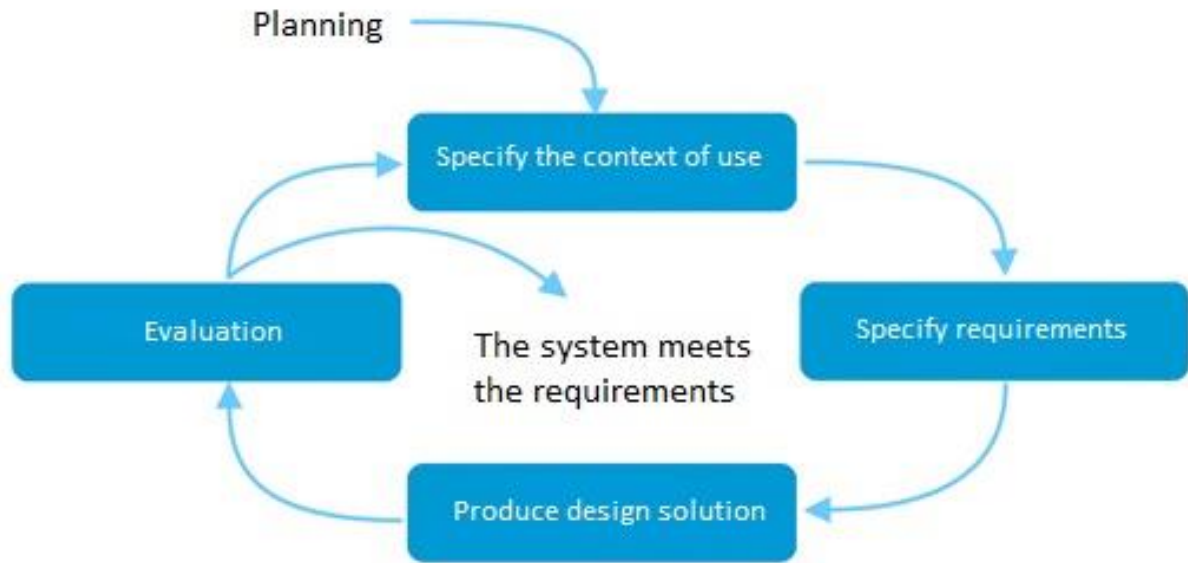 Planning
Specify the context of use
Evaluation
Specify requirements
The system meets
the requirements
Produce design solution